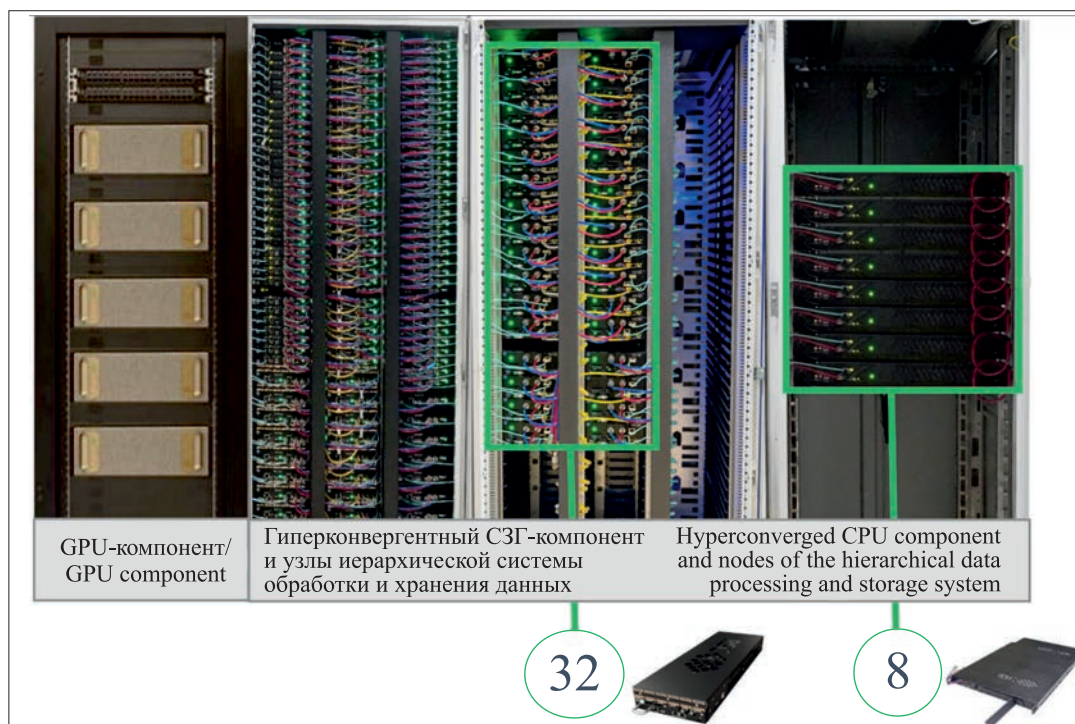 GPU-компонент/
GPU component
Гиперконвергентный СЗГ-компонент
и узлы иерархической системы
обработки и хранения данных
Hyperconverged CPU component
and nodes of the hierarchical data
processing and storage system
32
8